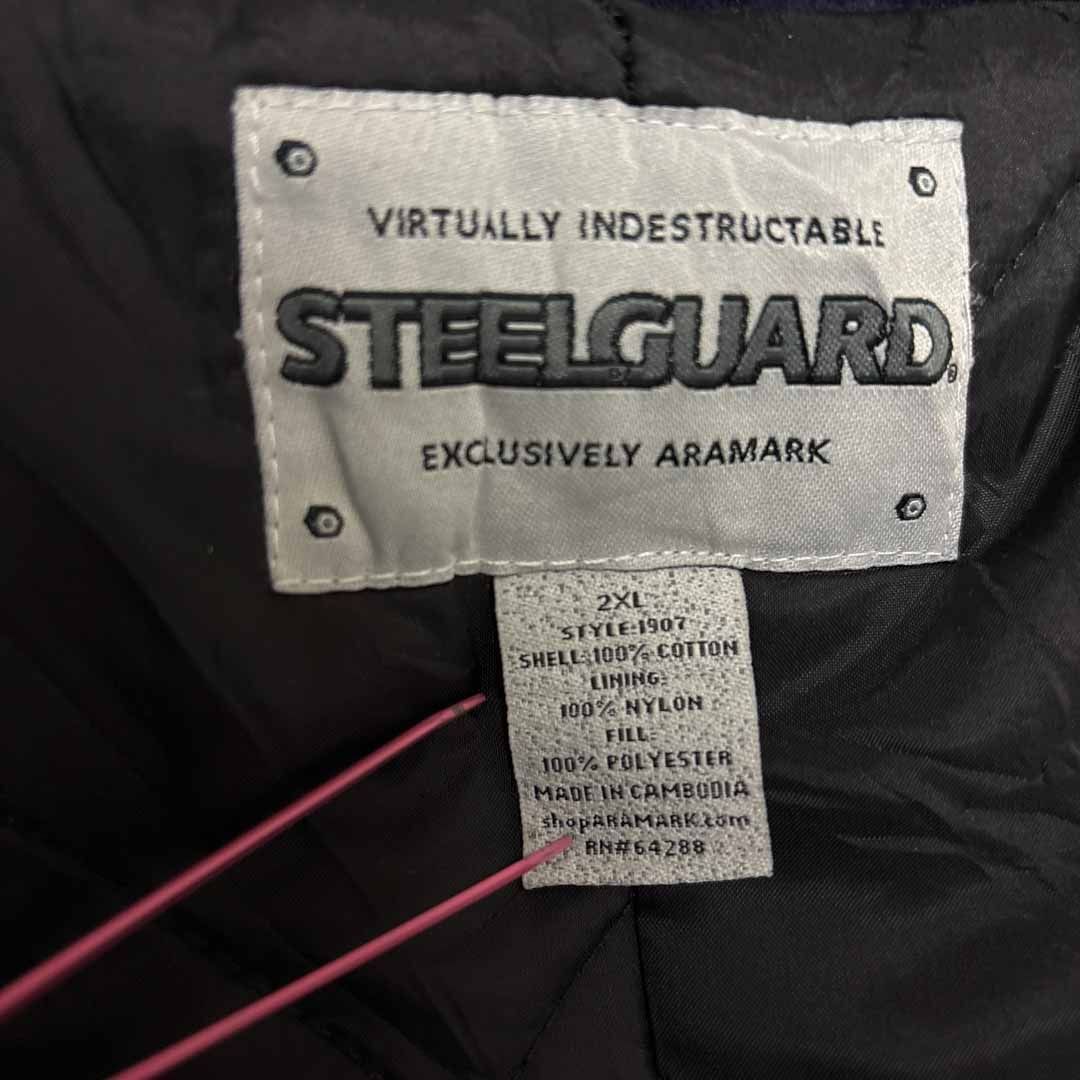 VIRTUALLY INDESTRUCTABLE
STEELGUARD®
EXCLUSIVELY ARAMARK
2XL
STYLE:1907
SHELL:100% COTTON
LINING:
100% NYLON
FILL:
100% POLYESTER
MADE IN CAMBODIA
shopARAMARK.com
RN#64288